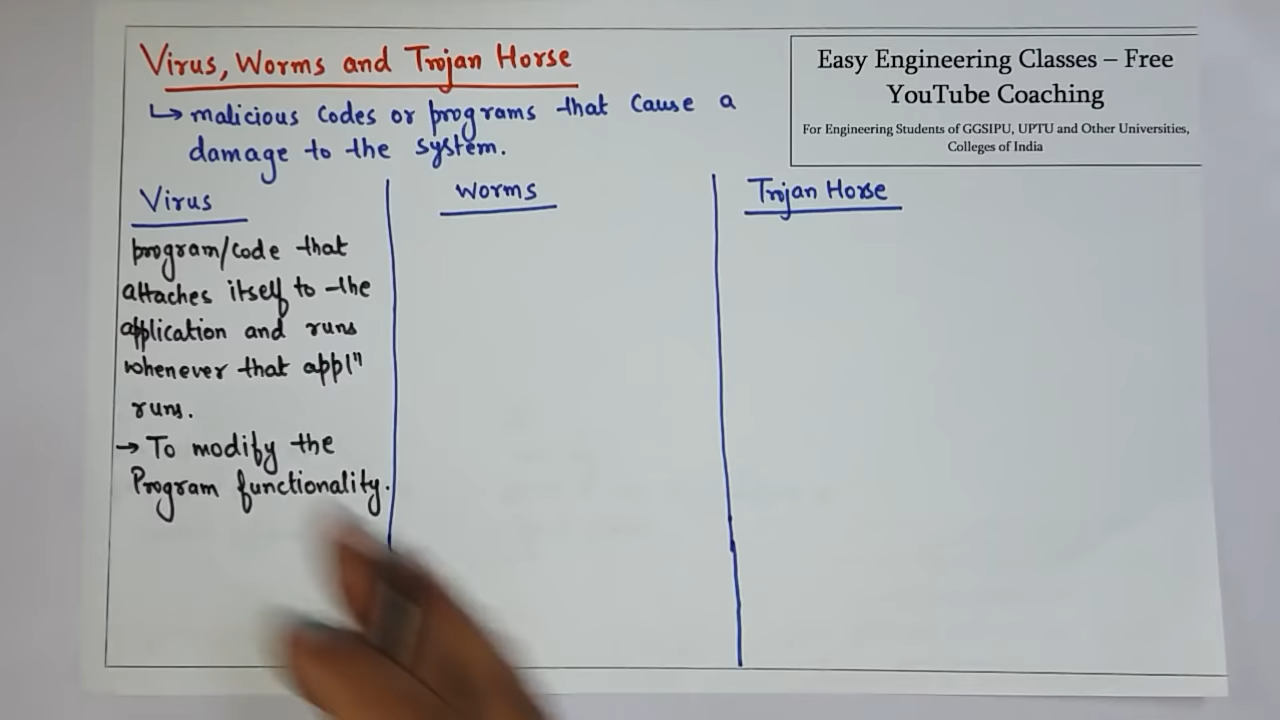 Virus, Worms and Trojan Horse
↳ malicious codes or programs that cause a
damage to the system.
Easy Engineering Classes – Free
YouTube Coaching
For Engineering Students of GGSIPU, UPTU and Other Universities,
Colleges of India
Virus
program/code that
attaches itself to the
application and runs
whenever that applⁿ
runs.
→ To modify the
Program functionality.
Worms
Trojan Horse